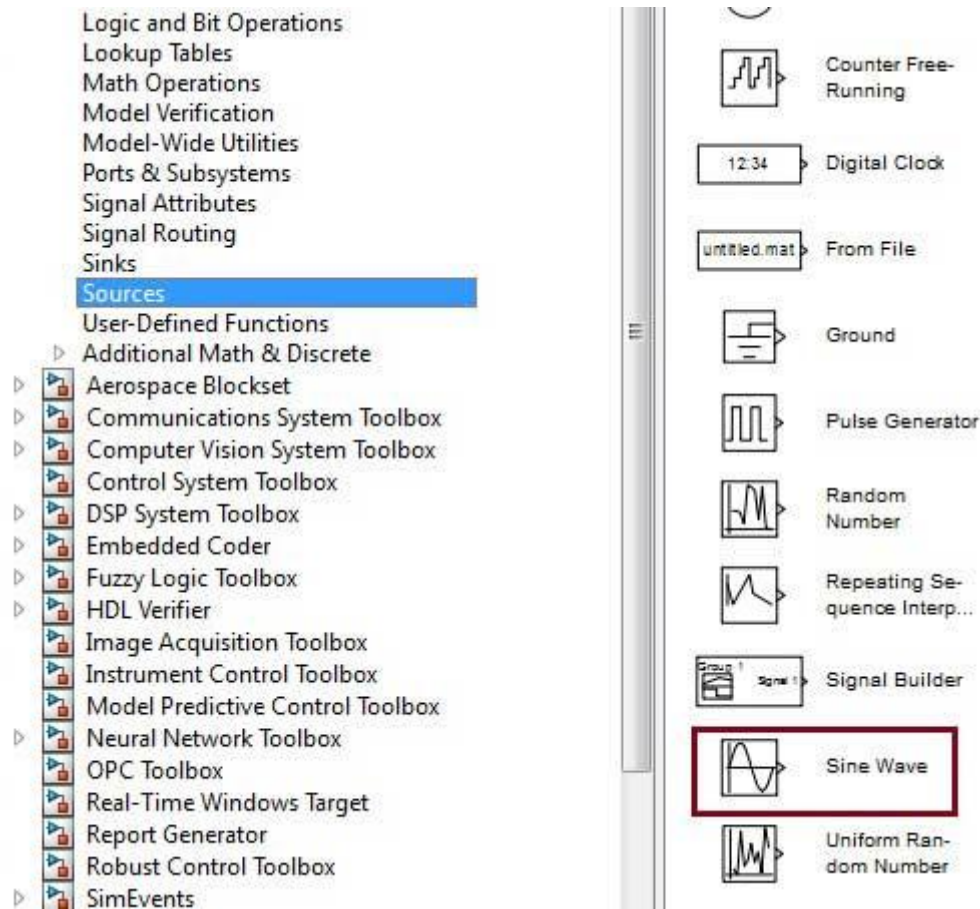 Logic and Bit Operations
Lookup Tables
Math Operations
Model Verification
Model-Wide Utilities
Ports & Subsystems
Signal Attributes
Signal Routing
Sinks
Sources
User-Defined Functions
Additional Math & Discrete
Aerospace Blockset
Communications System Toolbox
Computer Vision System Toolbox
Control System Toolbox
DSP System Toolbox
Embedded Coder
Fuzzy Logic Toolbox
HDL Verifier
Image Acquisition Toolbox
Instrument Control Toolbox
Model Predictive Control Toolbox
Neural Network Toolbox
OPC Toolbox
Real-Time Windows Target
Report Generator
Robust Control Toolbox
SimEvents
Counter Free-
Running
12:34
Digital Clock
untitled.mat
From File
Ground
Pulse Generator
Random
Number
Repeating Se-
quence Interp...
Group 1
Signal 1
Signal Builder
Sine Wave
Uniform Ran-
dom Number